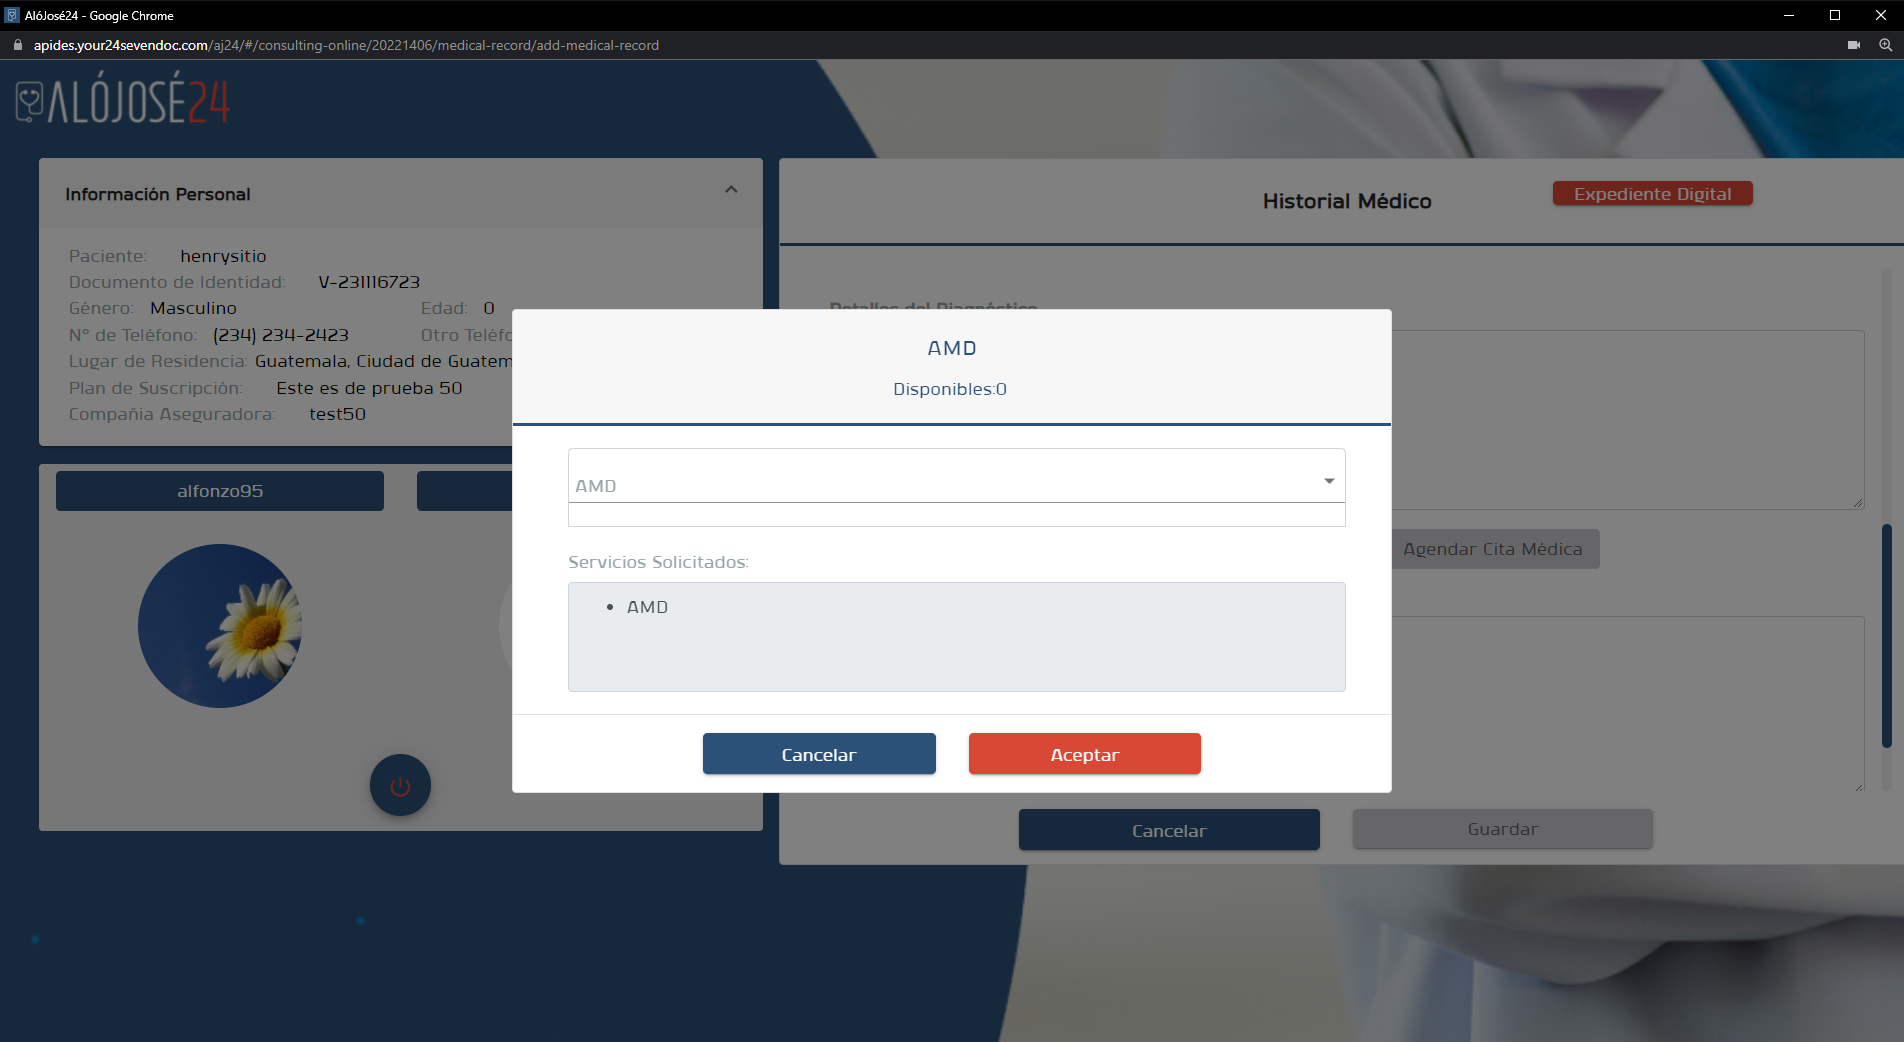 AlóJosé24 - Google Chrome
apides.your24sevendoc.com/aj24/#/consulting-online/20221406/medical-record/add-medical-record
ALÓJOSÉ24
Información Personal
Paciente: henrysitio
Documento de Identidad: V-231116723
Género: Masculino Edad: 0
N° de Teléfono: (234) 234-2423 Otro Teléfo
Lugar de Residencia: Guatemala, Ciudad de Guatem
Plan de Suscripción: Este es de prueba 50
Compañia Aseguradora: test50
alfonzo95
Historial Médico
Expediente Digital
Detalles del Diagnóstico
Agendar Cita Médica
Cancelar
Guardar
AMD
Disponibles:0
AMD
Servicios Solicitados:
• AMD
Cancelar
Aceptar